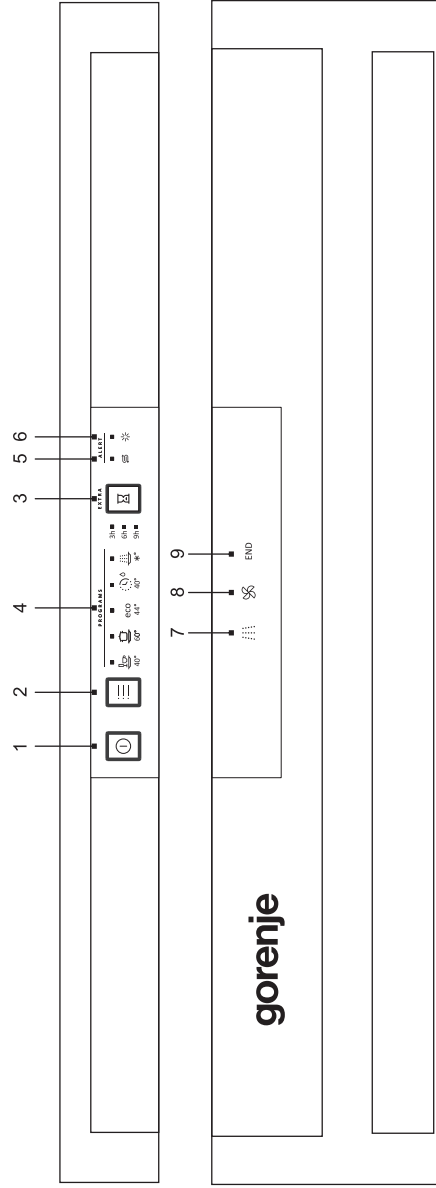 1 2 4 3 5 6
PROGRAMS EXTRA ALERT
40° 60° eco 44° 40° *° 3h 6h 9h
7 8 9
END
gorenje